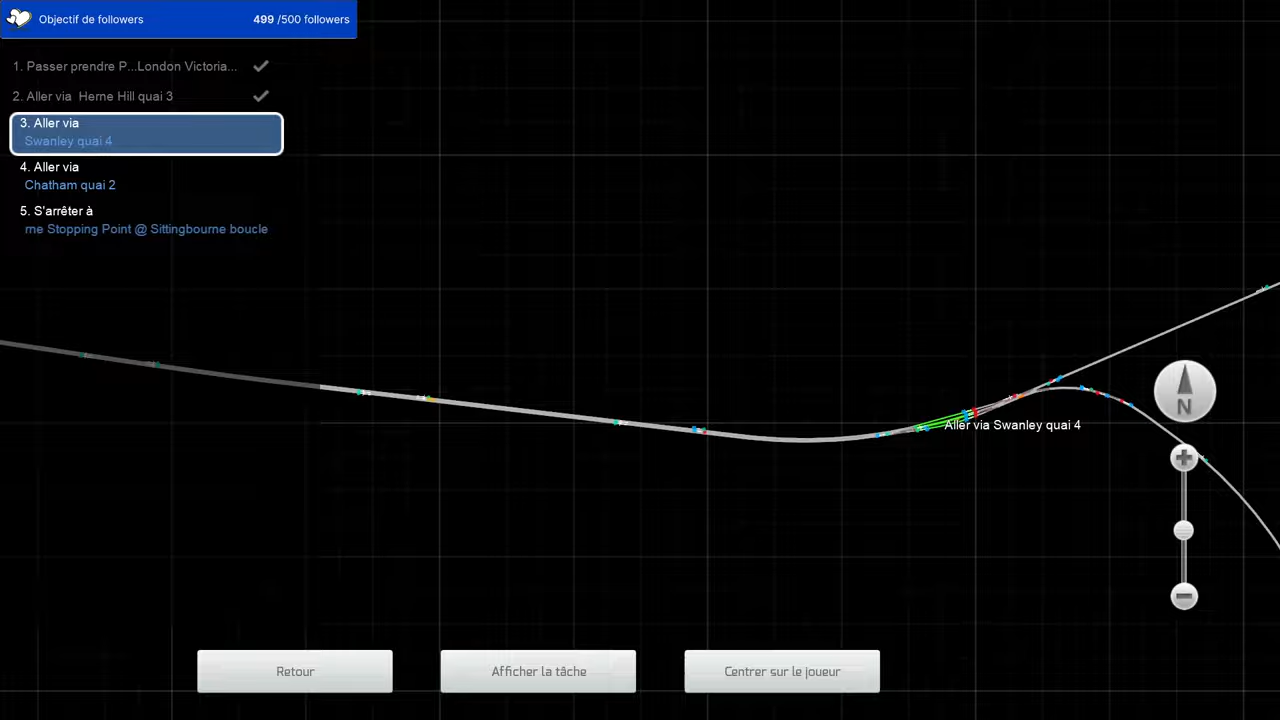 Objectif de followers 499 /500 followers
1. Passer prendre P...London Victoria...
2. Aller via Herne Hill quai 3
3. Aller via
Swanley quai 4
4. Aller via
Chatham quai 2
5. S'arrêter à
me Stopping Point @ Sittingbourne boucle
Aller via Swanley quai 4
N
Retour
Afficher la tâche
Centrer sur le joueur